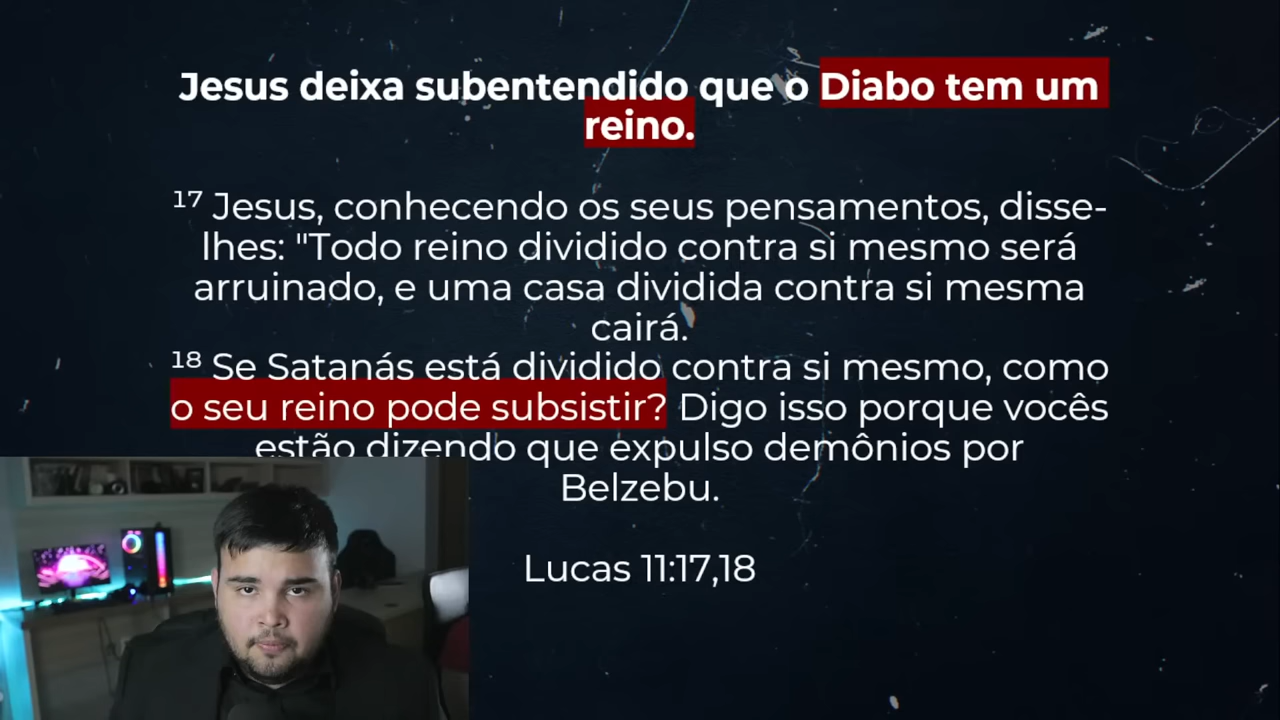 Jesus deixa subentendido que o Diabo tem um
reino.
¹⁷ Jesus, conhecendo os seus pensamentos, disse-
lhes: "Todo reino dividido contra si mesmo será
arruinado, e uma casa dividida contra si mesma
cairá.
¹⁸ Se Satanás está dividido contra si mesmo, como
o seu reino pode subsistir? Digo isso porque vocês
estão dizendo que expulso demônios por
Belzebu.
Lucas 11:17,18